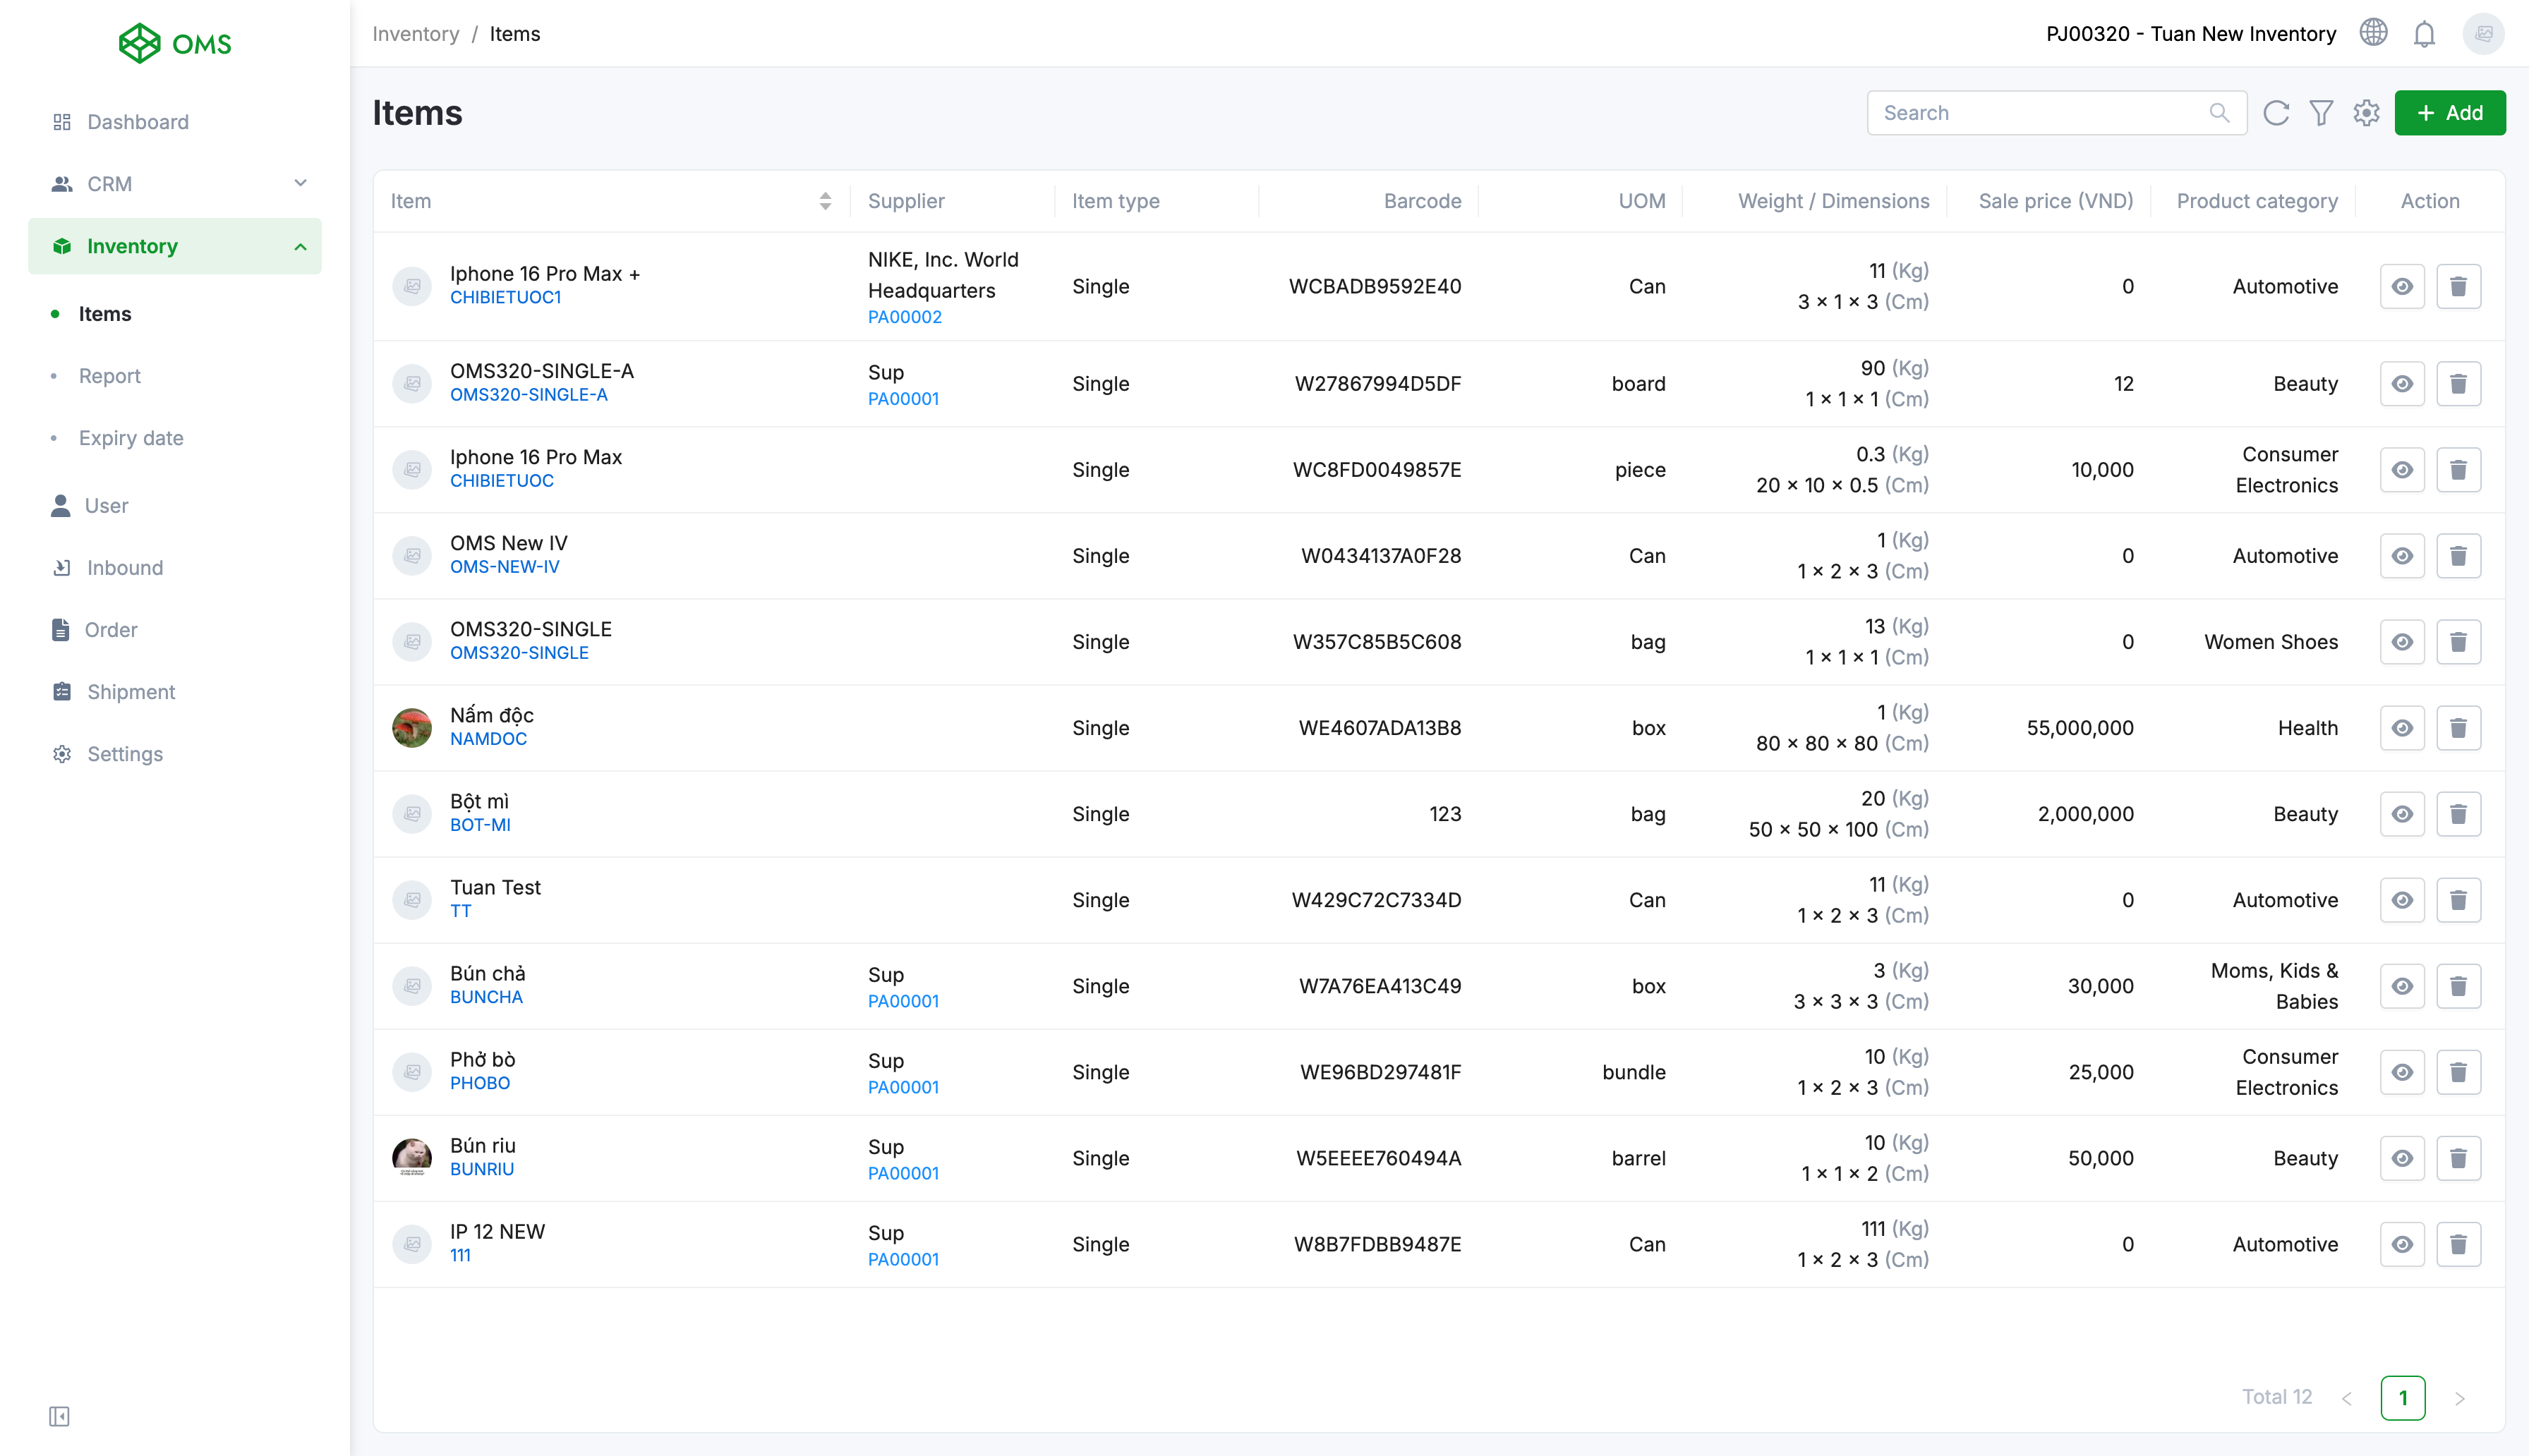 OMS
Dashboard
CRM
Inventory
Items
Report
Expiry date
User
Inbound
Order
Shipment
Settings
Inventory / Items
PJ00320 - Tuan New Inventory
Items
Search
+ Add
Item Supplier Item type Barcode UOM Weight / Dimensions Sale price (VND) Product category Action
Iphone 16 Pro Max +
CHIBIETUOC1
NIKE, Inc. World
Headquarters
PA00002
Single
WCBADB9592E40
Can
11 (Kg)
3 × 1 × 3 (Cm)
0
Automotive
OMS320-SINGLE-A
OMS320-SINGLE-A
Sup
PA00001
Single
W27867994D5DF
board
90 (Kg)
1 × 1 × 1 (Cm)
12
Beauty
Iphone 16 Pro Max
CHIBIETUOC
Single
WC8FD0049857E
piece
0.3 (Kg)
20 × 10 × 0.5 (Cm)
10,000
Consumer
Electronics
OMS New IV
OMS-NEW-IV
Single
W0434137A0F28
Can
1 (Kg)
1 × 2 × 3 (Cm)
0
Automotive
OMS320-SINGLE
OMS320-SINGLE
Single
W357C85B5C608
bag
13 (Kg)
1 × 1 × 1 (Cm)
0
Women Shoes
Nấm độc
NAMDOC
Single
WE4607ADA13B8
box
1 (Kg)
80 × 80 × 80 (Cm)
55,000,000
Health
Bột mì
BOT-MI
Single
123
bag
20 (Kg)
50 × 50 × 100 (Cm)
2,000,000
Beauty
Tuan Test
TT
Single
W429C72C7334D
Can
11 (Kg)
1 × 2 × 3 (Cm)
0
Automotive
Bún chả
BUNCHA
Sup
PA00001
Single
W7A76EA413C49
box
3 (Kg)
3 × 3 × 3 (Cm)
30,000
Moms, Kids &
Babies
Phở bò
PHOBO
Sup
PA00001
Single
WE96BD297481F
bundle
10 (Kg)
1 × 2 × 3 (Cm)
25,000
Consumer
Electronics
Bún riu
BUNRIU
Sup
PA00001
Single
W5EEEE760494A
barrel
10 (Kg)
1 × 1 × 2 (Cm)
50,000
Beauty
IP 12 NEW
111
Sup
PA00001
Single
W8B7FDBB9487E
Can
111 (Kg)
1 × 2 × 3 (Cm)
0
Automotive
Total 12 < 1 >